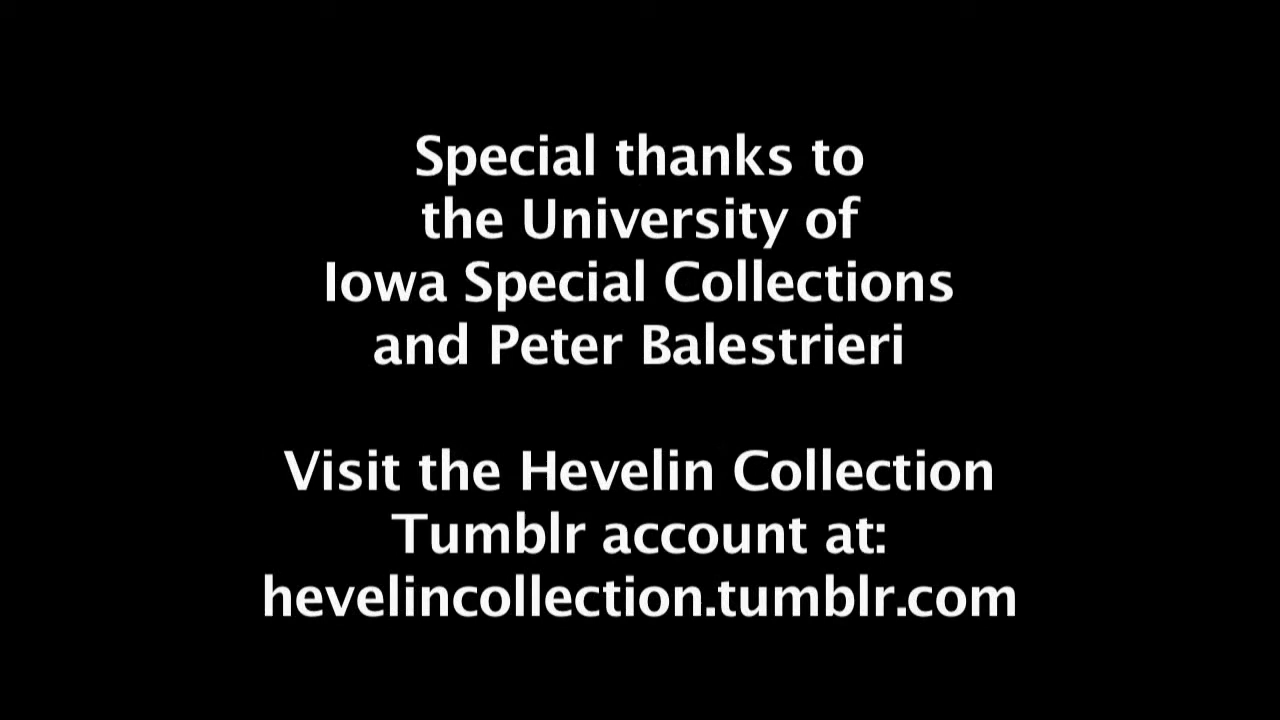 Special thanks to
the University of
Iowa Special Collections
and Peter Balestrieri
Visit the Hevelin Collection
Tumblr account at:
hevelincollection.tumblr.com